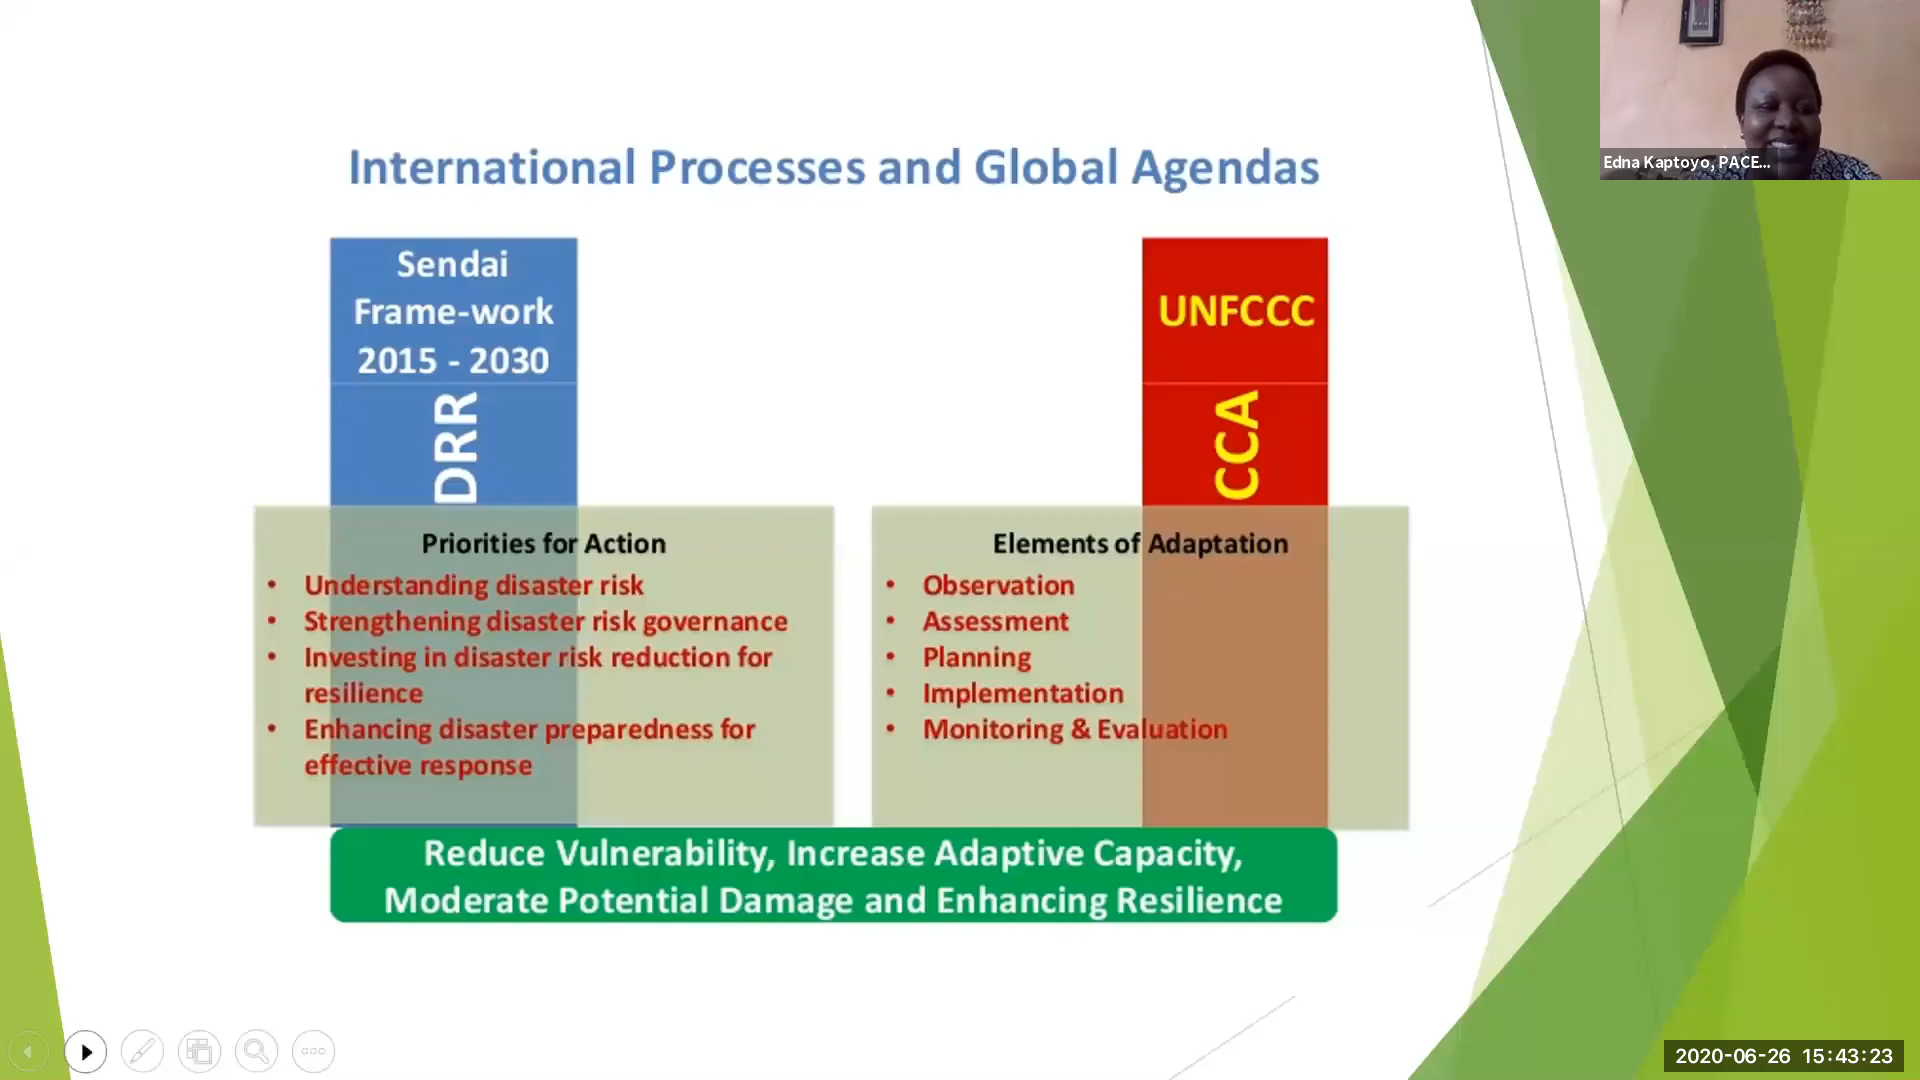 International Processes and Global Agendas
Edna Kaptoyo, PACE...
Sendai
Frame-work
2015 - 2030
DRR
UNFCCC
CCA
Priorities for Action
• Understanding disaster risk
• Strengthening disaster risk governance
• Investing in disaster risk reduction for
resilience
• Enhancing disaster preparedness for
effective response
Elements of Adaptation
• Observation
• Assessment
• Planning
• Implementation
• Monitoring & Evaluation
Reduce Vulnerability, Increase Adaptive Capacity,
Moderate Potential Damage and Enhancing Resilience
2020-06-26 15:43:23